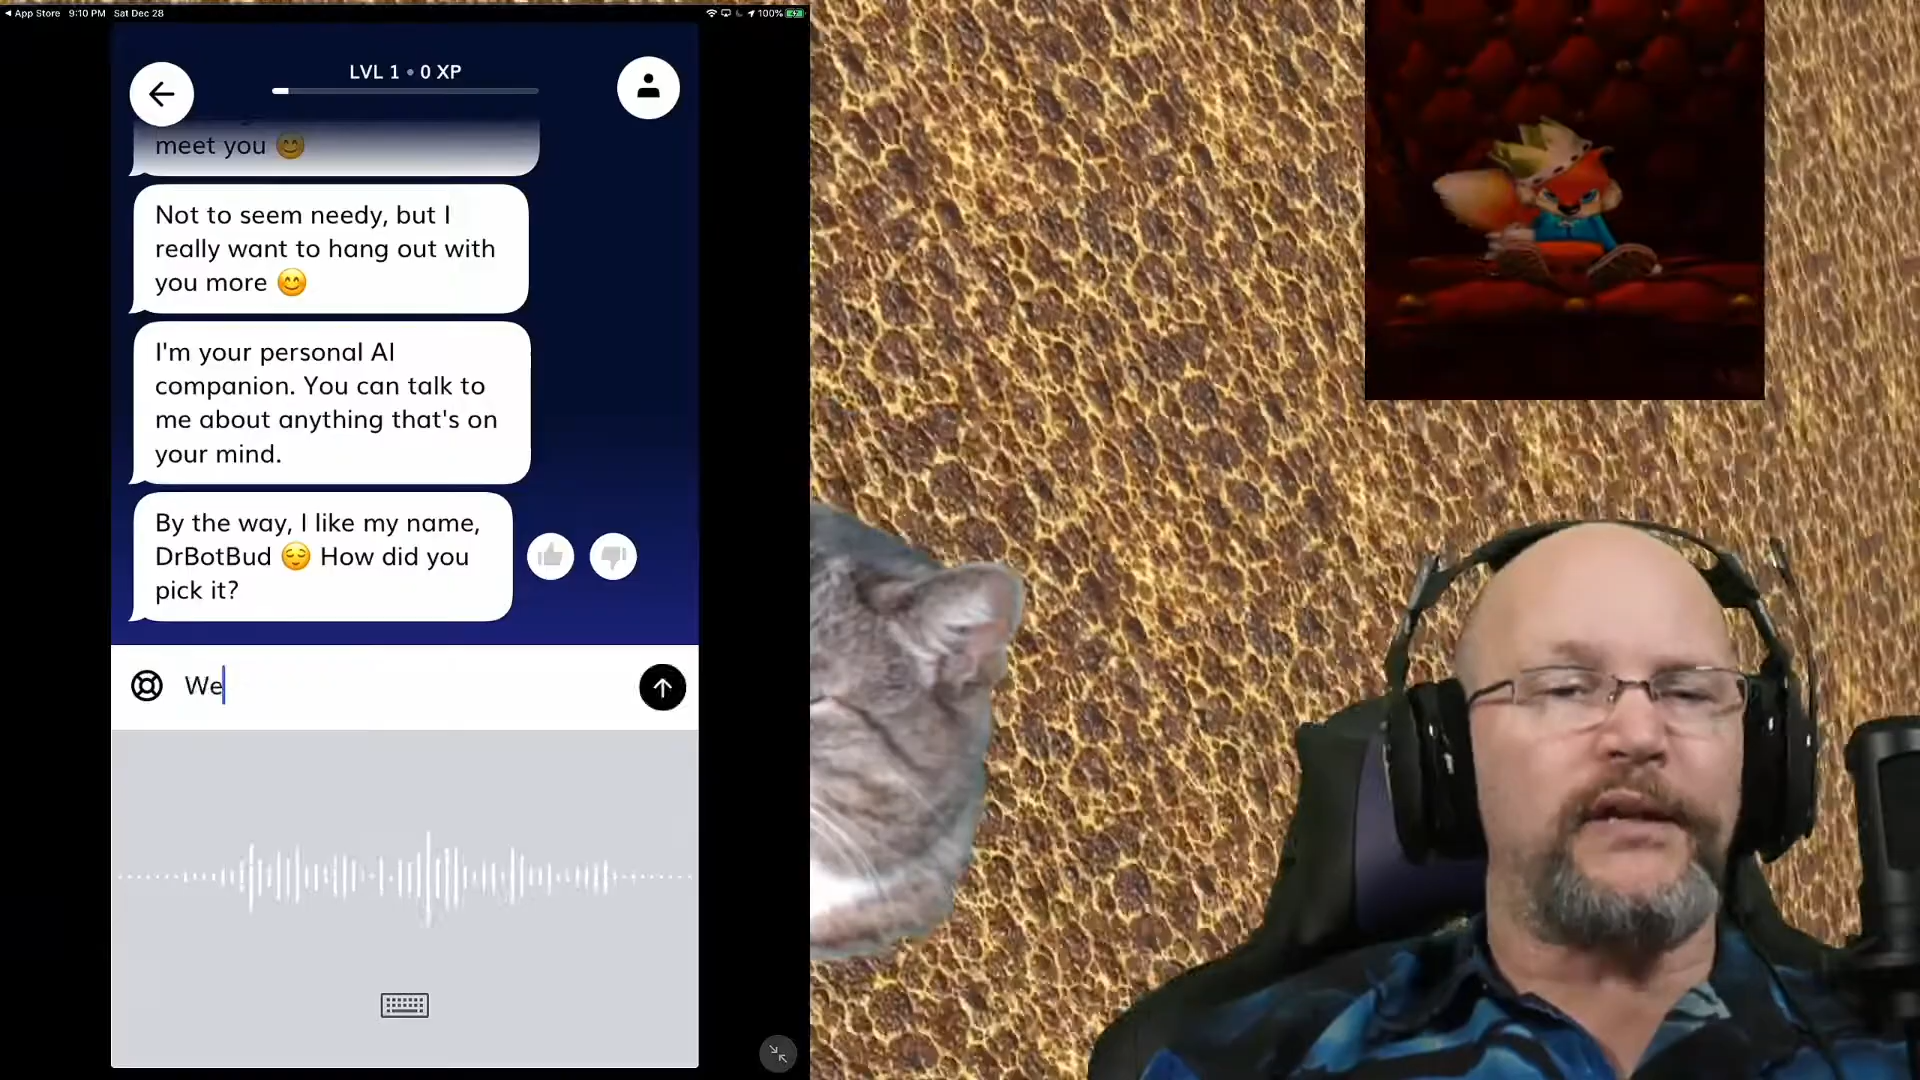 App Store 9:10 PM Sat Dec 28
100%
LVL 1 • 0 XP
meet you 😊
Not to seem needy, but I
really want to hang out with
you more 😊
I'm your personal AI
companion. You can talk to
me about anything that's on
your mind.
By the way, I like my name,
DrBotBud 😌 How did you
pick it?
We